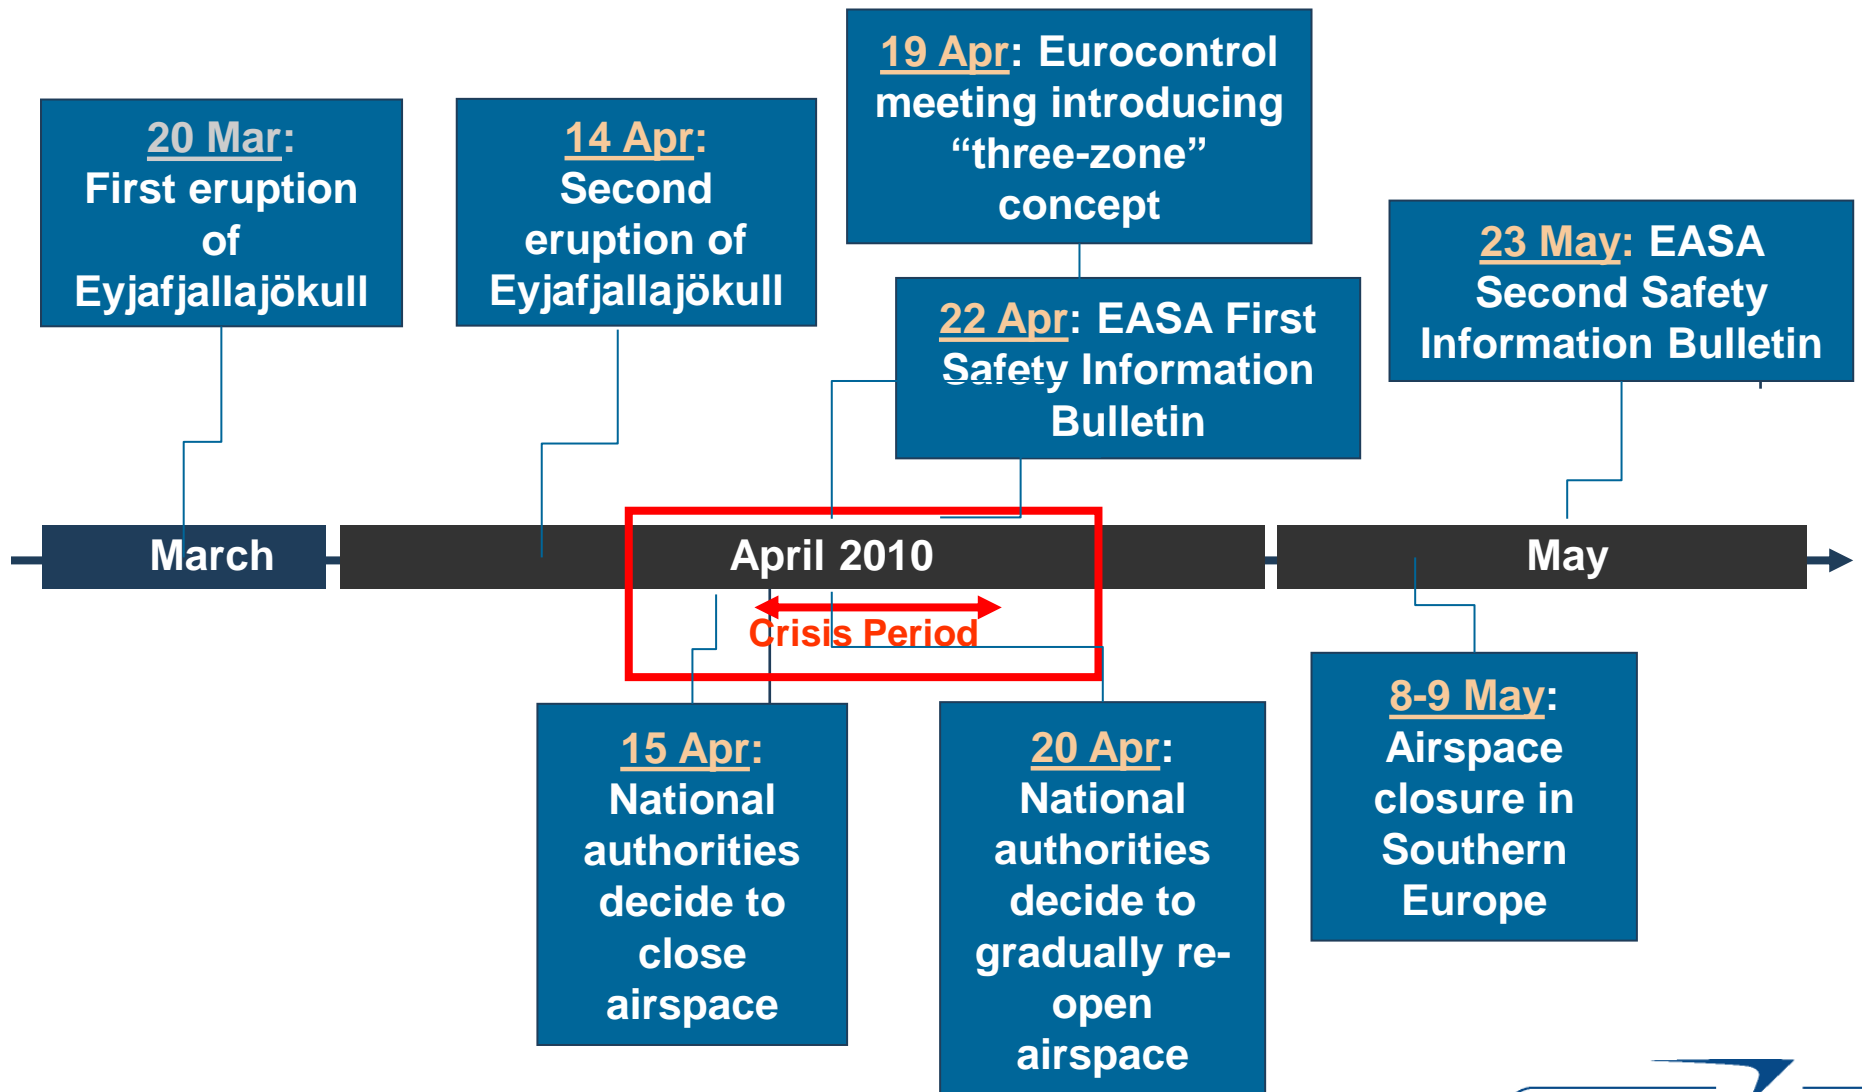 20 Mar:
First eruption
of
Eyjafjallajökull
14 Apr:
Second
eruption of
Eyjafjallajökull
19 Apr: Eurocontrol
meeting introducing
“three-zone”
concept
22 Apr: EASA First
Safety Information
Bulletin
23 May: EASA
Second Safety
Information Bulletin
March
April 2010
May
Crisis Period
15 Apr:
National
authorities
decide to
close
airspace
20 Apr:
National
authorities
decide to
gradually re-
open
airspace
8-9 May:
Airspace
closure in
Southern
Europe